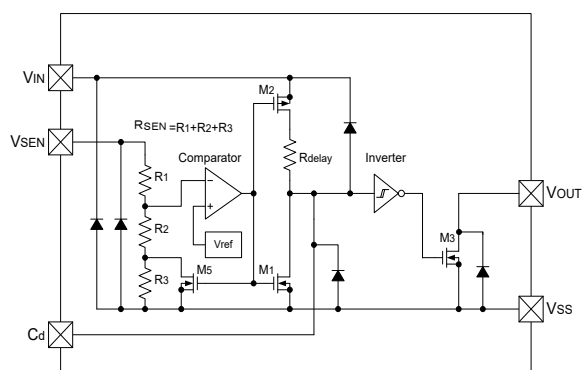 VIN
M2
RSEN =R1+R2+R3
VSEN
Comparator
Rdelay
Inverter
R1
−
+
VOUT
R2
Vref
M3
R3
M5
M1
VSS
Cd